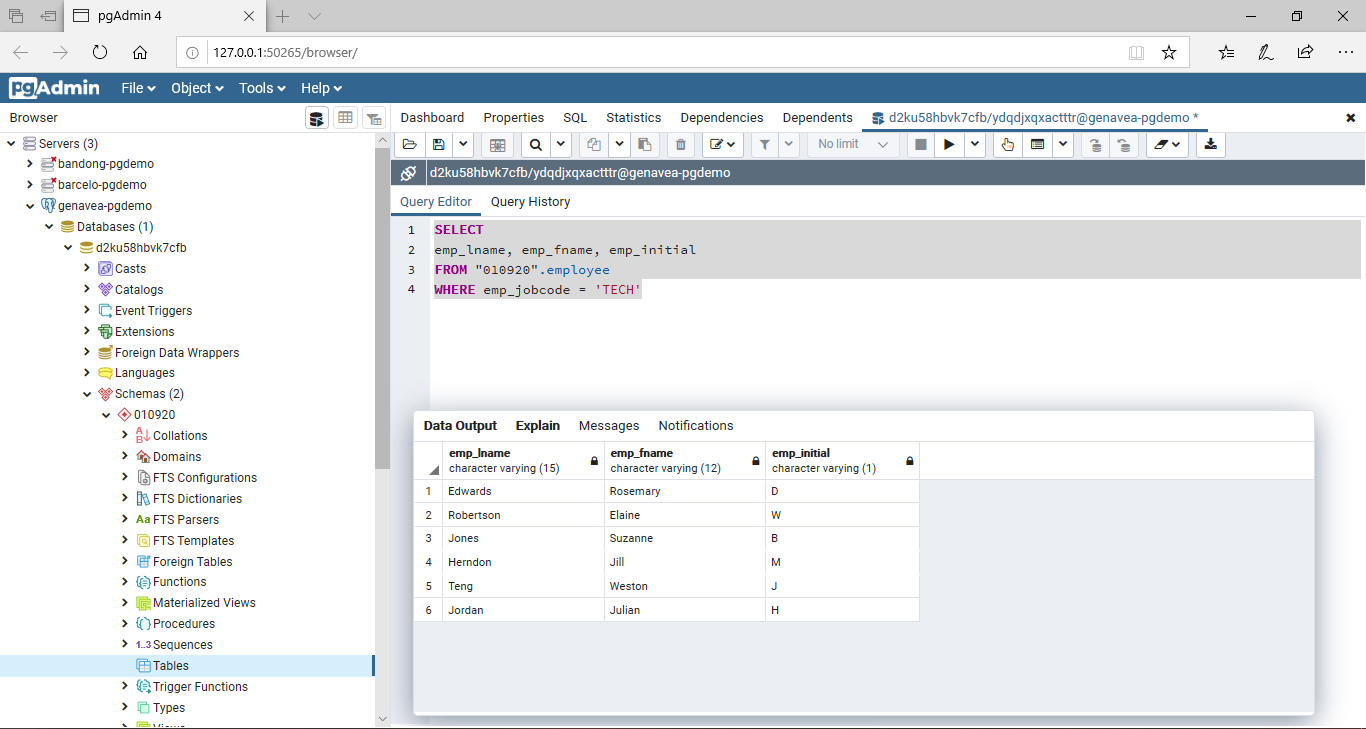 pgAdmin 4
127.0.0.1:50265/browser/
pgAdmin File Object Tools Help
Browser
Dashboard Properties SQL Statistics Dependencies Dependents d2ku58hbvk7cfb/ydqdjxqxactttr@genavea-pgdemo *
No limit
d2ku58hbvk7cfb/ydqdjxqxactttr@genavea-pgdemo
Query Editor Query History
Servers (3)
bandong-pgdemo
barcelo-pgdemo
genavea-pgdemo
Databases (1)
d2ku58hbvk7cfb
Casts
Catalogs
Event Triggers
Extensions
Foreign Data Wrappers
Languages
Schemas (2)
010920
Collations
Domains
FTS Configurations
FTS Dictionaries
Aa FTS Parsers
FTS Templates
Foreign Tables
Functions
Materialized Views
Procedures
1..3 Sequences
Tables
Trigger Functions
Types
Views
1 SELECT
2 emp_lname, emp_fname, emp_initial
3 FROM "010920".employee
4 WHERE emp_jobcode = 'TECH'
Data Output Explain Messages Notifications
emp_lname emp_fname emp_initial
character varying (15) character varying (12) character varying (1)
1 Edwards Rosemary D
2 Robertson Elaine W
3 Jones Suzanne B
4 Herndon Jill M
5 Teng Weston J
6 Jordan Julian H